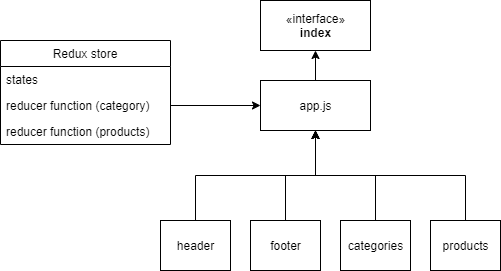 «interface»
index
Redux store
states
reducer function (category)
reducer function (products)
app.js
header
footer
categories
products